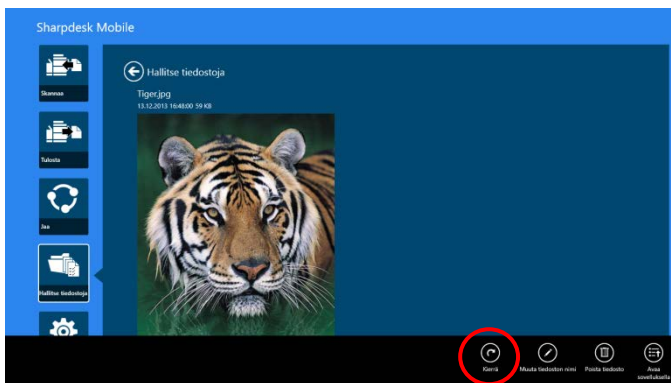 Sharpdesk Mobile
Skannaa
Tulosta
Jaa
Hallitse tiedostoja
Hallitse tiedostoja
Tiger.jpg
13.12.2013 16:48:00 59 KB
Kierrä
Muuta tiedoston nimi
Poista tiedosto
Avaa
sovelluksella